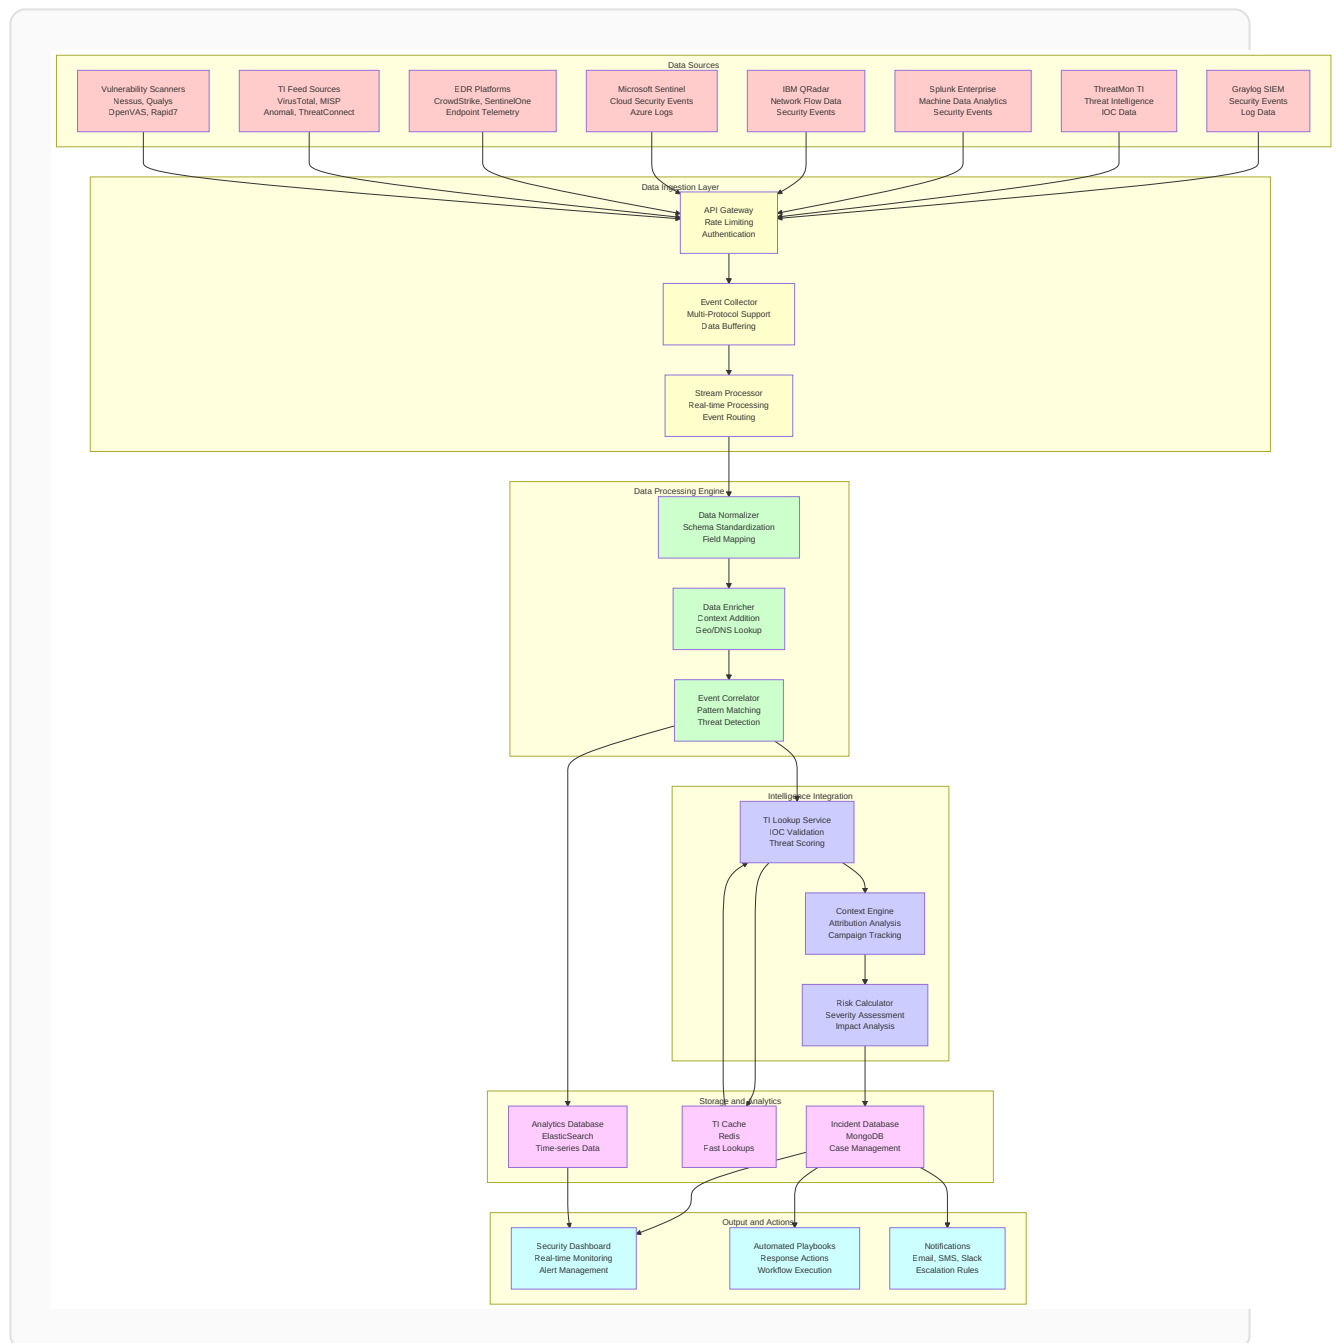 Data Sources
Vulnerability Scanners
Nessus, Qualys
OpenVAS, Rapid7
TI Feed Sources
VirusTotal, MISP
Anomali, ThreatConnect
EDR Platforms
CrowdStrike, SentinelOne
Endpoint Telemetry
Microsoft Sentinel
Cloud Security Events
Azure Logs
IBM QRadar
Network Flow Data
Security Events
Splunk Enterprise
Machine Data Analytics
Security Events
ThreatMon TI
Threat Intelligence
IOC Data
Graylog SIEM
Security Events
Log Data
Data Ingestion Layer
API Gateway
Rate Limiting
Authentication
Event Collector
Multi-Protocol Support
Data Buffering
Stream Processor
Real-time Processing
Event Routing
Data Processing Engine
Data Normalizer
Schema Standardization
Field Mapping
Data Enricher
Context Addition
Geo/DNS Lookup
Event Correlator
Pattern Matching
Threat Detection
Intelligence Integration
TI Lookup Service
IOC Validation
Threat Scoring
Context Engine
Attribution Analysis
Campaign Tracking
Risk Calculator
Severity Assessment
Impact Analysis
Storage and Analytics
Analytics Database
ElasticSearch
Time-series Data
TI Cache
Redis
Fast Lookups
Incident Database
MongoDB
Case Management
Output and Actions
Security Dashboard
Real-time Monitoring
Alert Management
Automated Playbooks
Response Actions
Workflow Execution
Notifications
Email, SMS, Slack
Escalation Rules